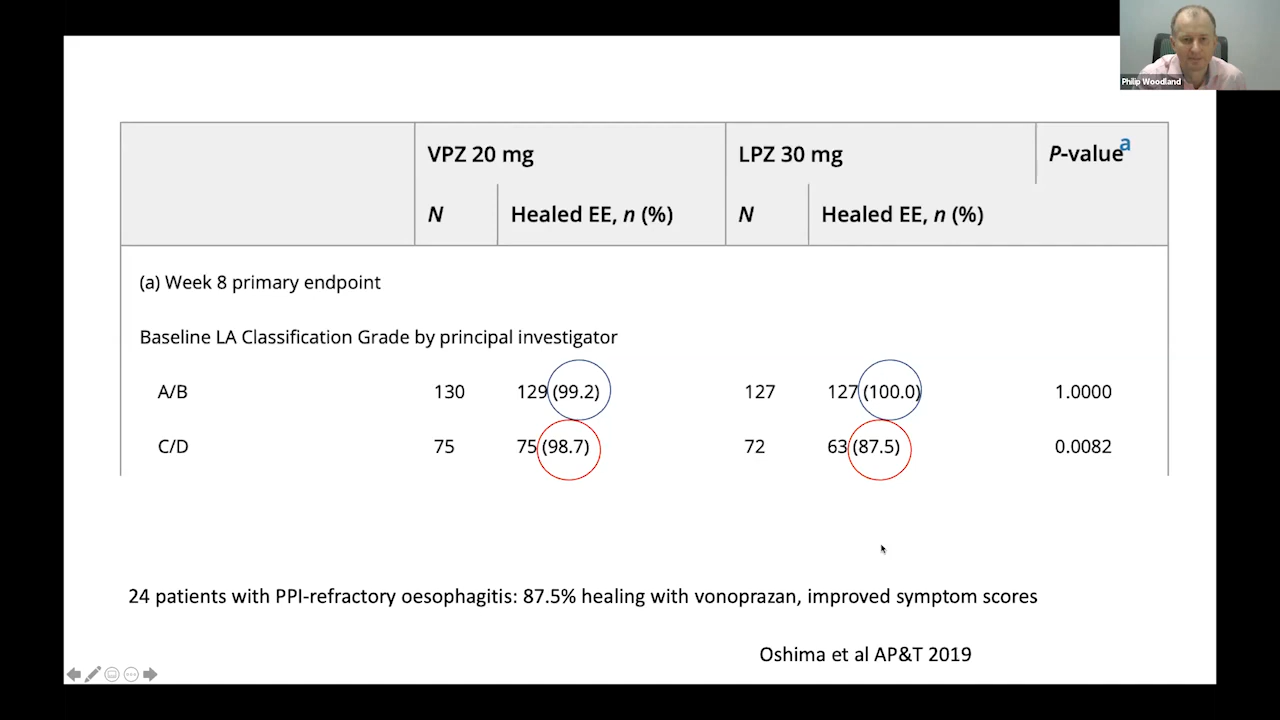 Philip Woodland
VPZ 20 mg LPZ 30 mg P-valueᵃ
N Healed EE, n (%) N Healed EE, n (%)
(a) Week 8 primary endpoint
Baseline LA Classification Grade by principal investigator
A/B 130 129 (99.2) 127 127 (100.0) 1.0000
C/D 75 75 (98.7) 72 63 (87.5) 0.0082
24 patients with PPI-refractory oesophagitis: 87.5% healing with vonoprazan, improved symptom scores
Oshima et al AP&T 2019